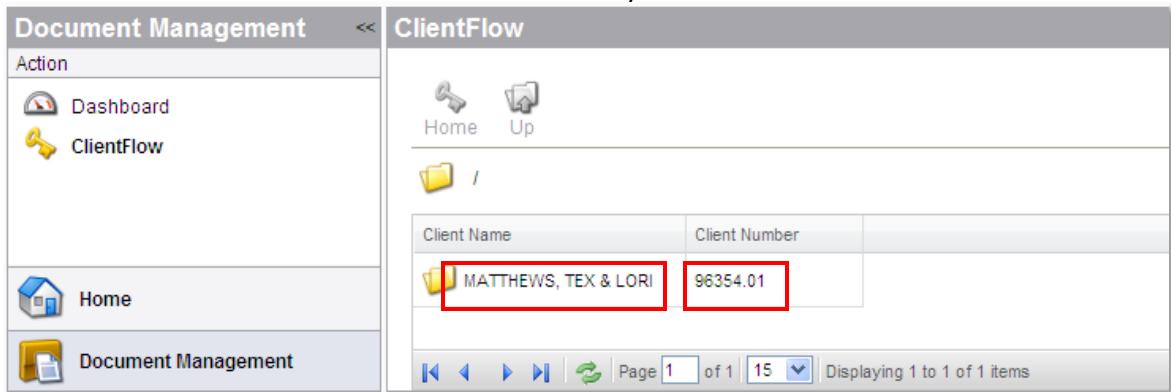 Document Management <<
Action
Dashboard
ClientFlow
Home
Document Management
ClientFlow
Home Up
/
Client Name Client Number
MATTHEWS, TEX & LORI 96354.01
Page 1 of 1 15 Displaying 1 to 1 of 1 items